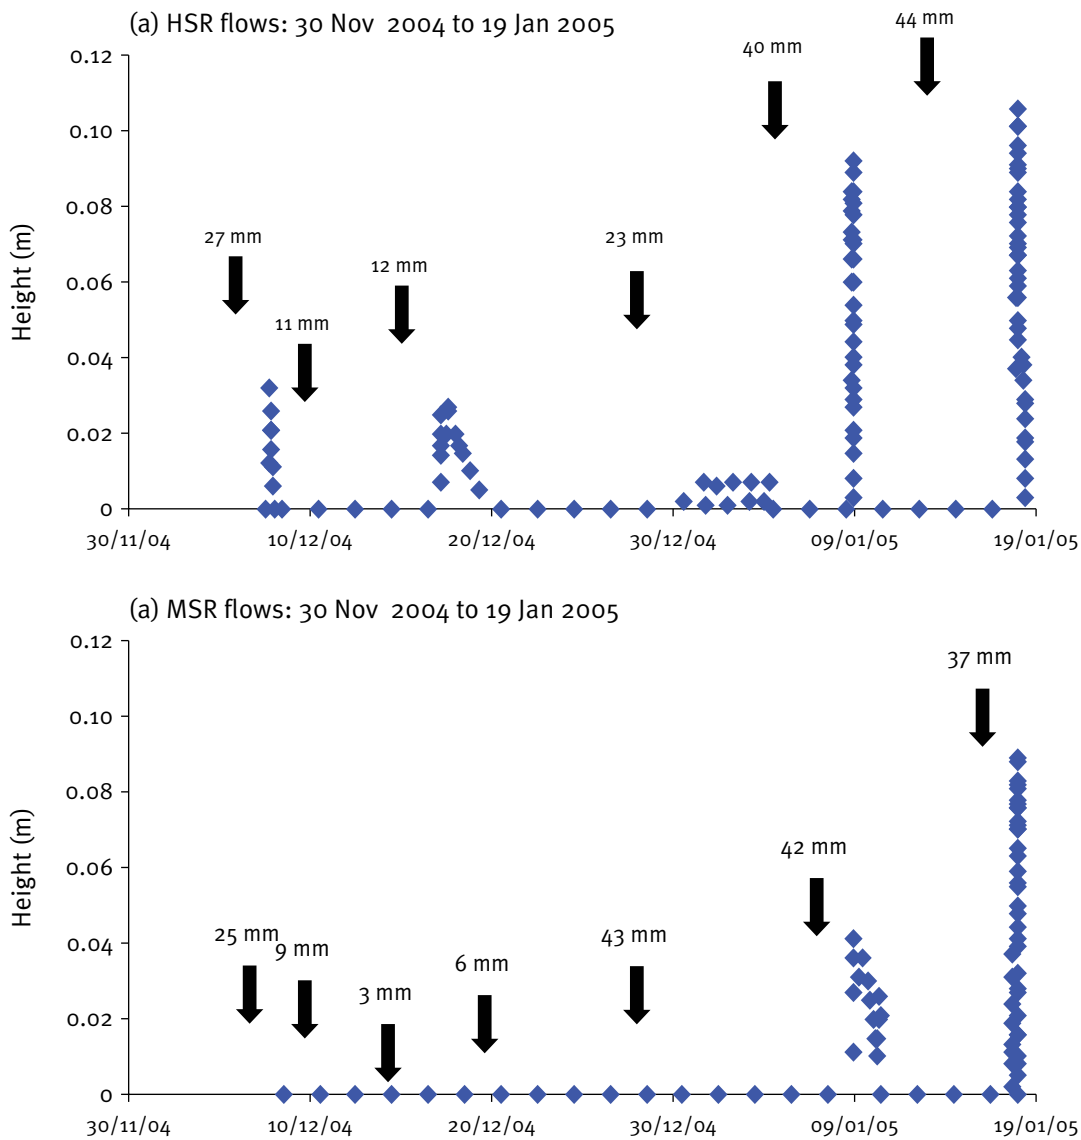 (a) HSR flows: 30 Nov 2004 to 19 Jan 2005
44 mm
40 mm
27 mm
23 mm
12 mm
11 mm
Height (m)
0.12
0.10
0.08
0.06
0.04
0.02
0
30/11/04 10/12/04 20/12/04 30/12/04 09/01/05 19/01/05
(a) MSR flows: 30 Nov 2004 to 19 Jan 2005
37 mm
42 mm
25 mm
9 mm
43 mm
6 mm
3 mm
Height (m)
0.12
0.10
0.08
0.06
0.04
0.02
0
30/11/04 10/12/04 20/12/04 30/12/04 09/01/05 19/01/05